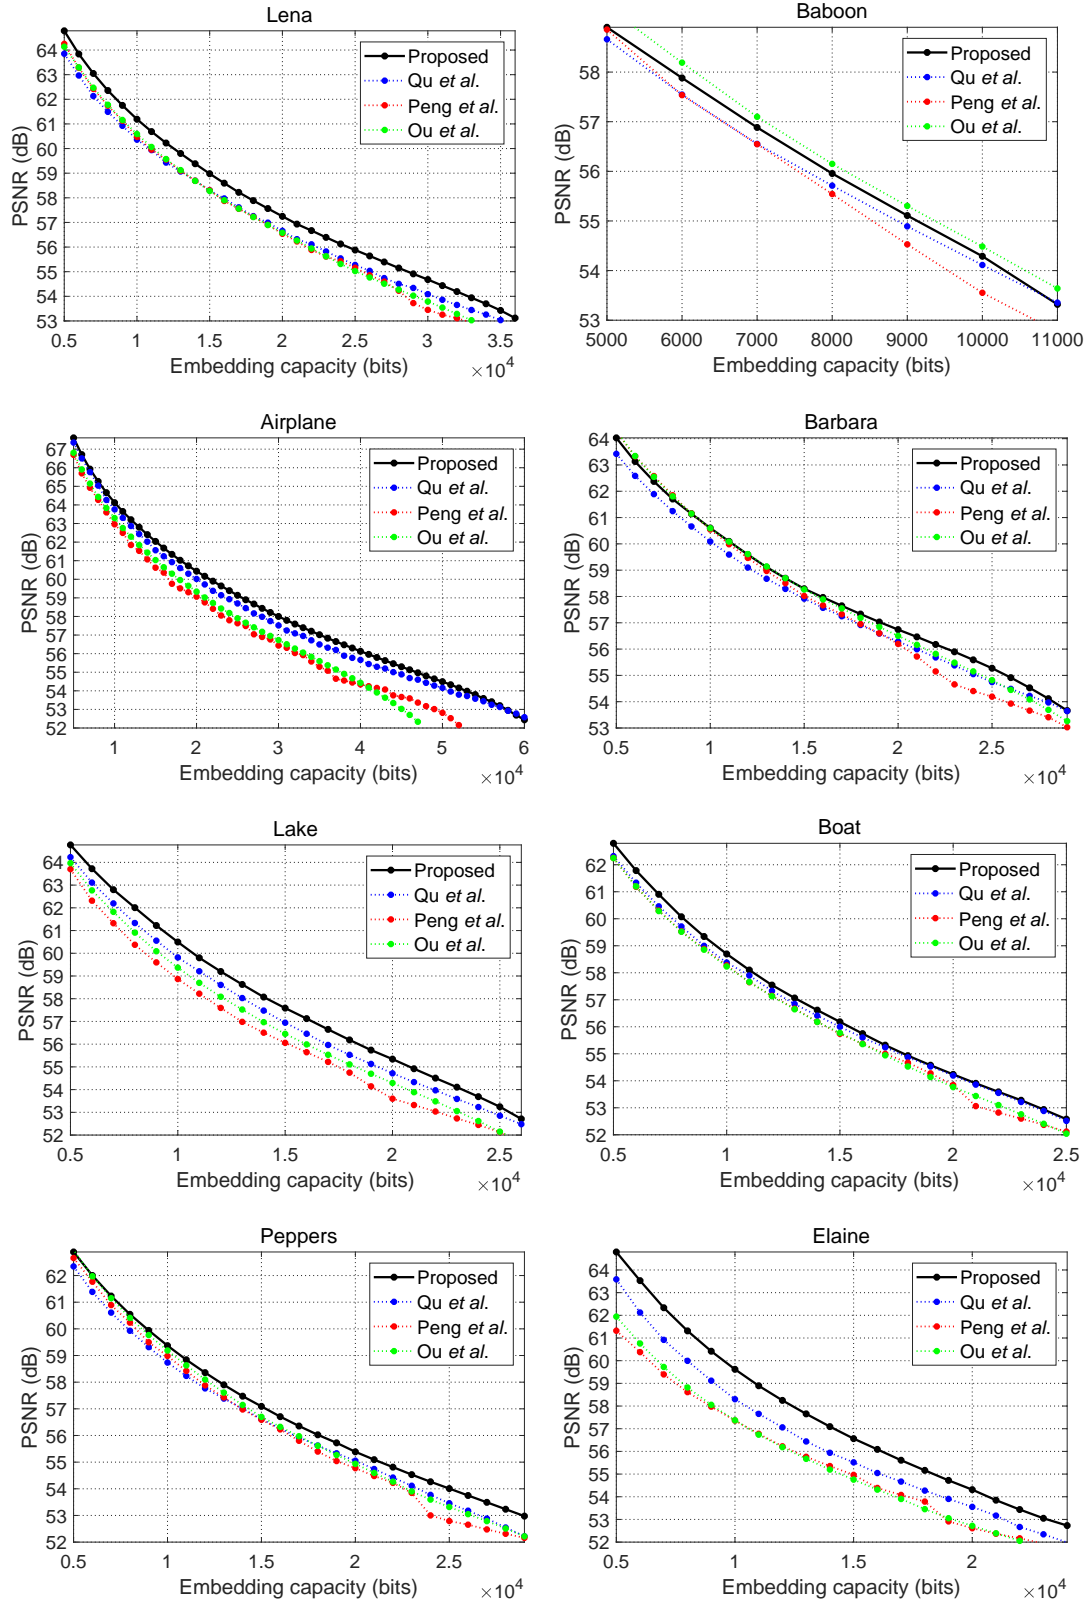 Lena
PSNR (dB)
64
63
62
61
60
59
58
57
56
55
54
53
0.5
1
1.5
2
2.5
3
3.5
Embedding capacity (bits)
×10^4
Proposed
Qu et al.
Peng et al.
Ou et al.
Baboon
PSNR (dB)
58
57
56
55
54
53
5000
6000
7000
8000
9000
10000
11000
Embedding capacity (bits)
Proposed
Qu et al.
Peng et al.
Ou et al.
Airplane
PSNR (dB)
67
66
65
64
63
62
61
60
59
58
57
56
55
54
53
52
1
2
3
4
5
6
Embedding capacity (bits)
×10^4
Proposed
Qu et al.
Peng et al.
Ou et al.
Barbara
PSNR (dB)
64
63
62
61
60
59
58
57
56
55
54
53
0.5
1
1.5
2
2.5
Embedding capacity (bits)
×10^4
Proposed
Qu et al.
Peng et al.
Ou et al.
Lake
PSNR (dB)
64
63
62
61
60
59
58
57
56
55
54
53
52
0.5
1
1.5
2
2.5
Embedding capacity (bits)
×10^4
Proposed
Qu et al.
Peng et al.
Ou et al.
Boat
PSNR (dB)
62
61
60
59
58
57
56
55
54
53
52
0.5
1
1.5
2
2.5
Embedding capacity (bits)
×10^4
Proposed
Qu et al.
Peng et al.
Ou et al.
Peppers
PSNR (dB)
62
61
60
59
58
57
56
55
54
53
52
0.5
1
1.5
2
2.5
Embedding capacity (bits)
×10^4
Proposed
Qu et al.
Peng et al.
Ou et al.
Elaine
PSNR (dB)
64
63
62
61
60
59
58
57
56
55
54
53
52
0.5
1
1.5
2
Embedding capacity (bits)
×10^4
Proposed
Qu et al.
Peng et al.
Ou et al.